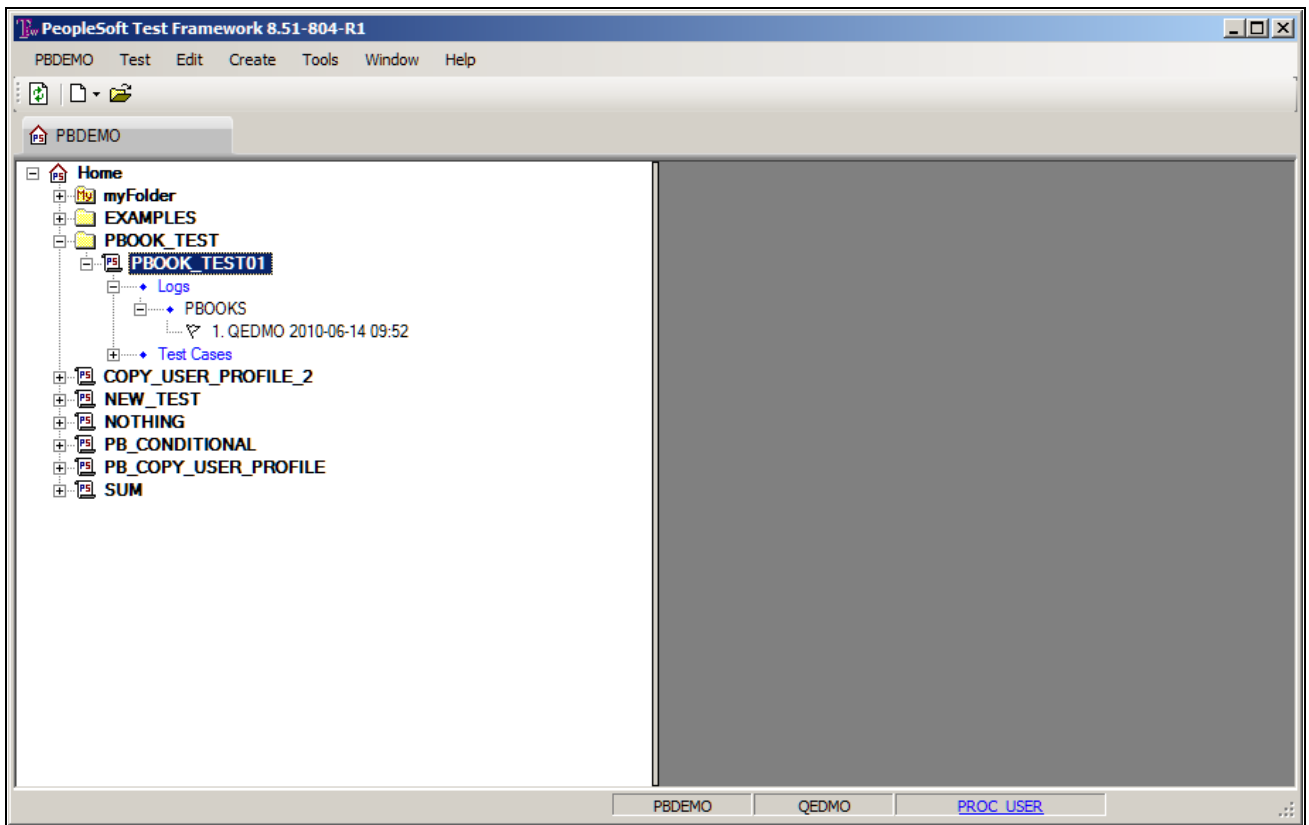 PeopleSoft Test Framework 8.51-804-R1
PBDEMO Test Edit Create Tools Window Help
PBDEMO
Home
myFolder
EXAMPLES
PBOOK_TEST
PBOOK_TEST01
Logs
PBOOKS
1. QEDMO 2010-06-14 09:52
Test Cases
COPY_USER_PROFILE_2
NEW_TEST
NOTHING
PB_CONDITIONAL
PB_COPY_USER_PROFILE
SUM
PBDEMO QEDMO PROC_USER